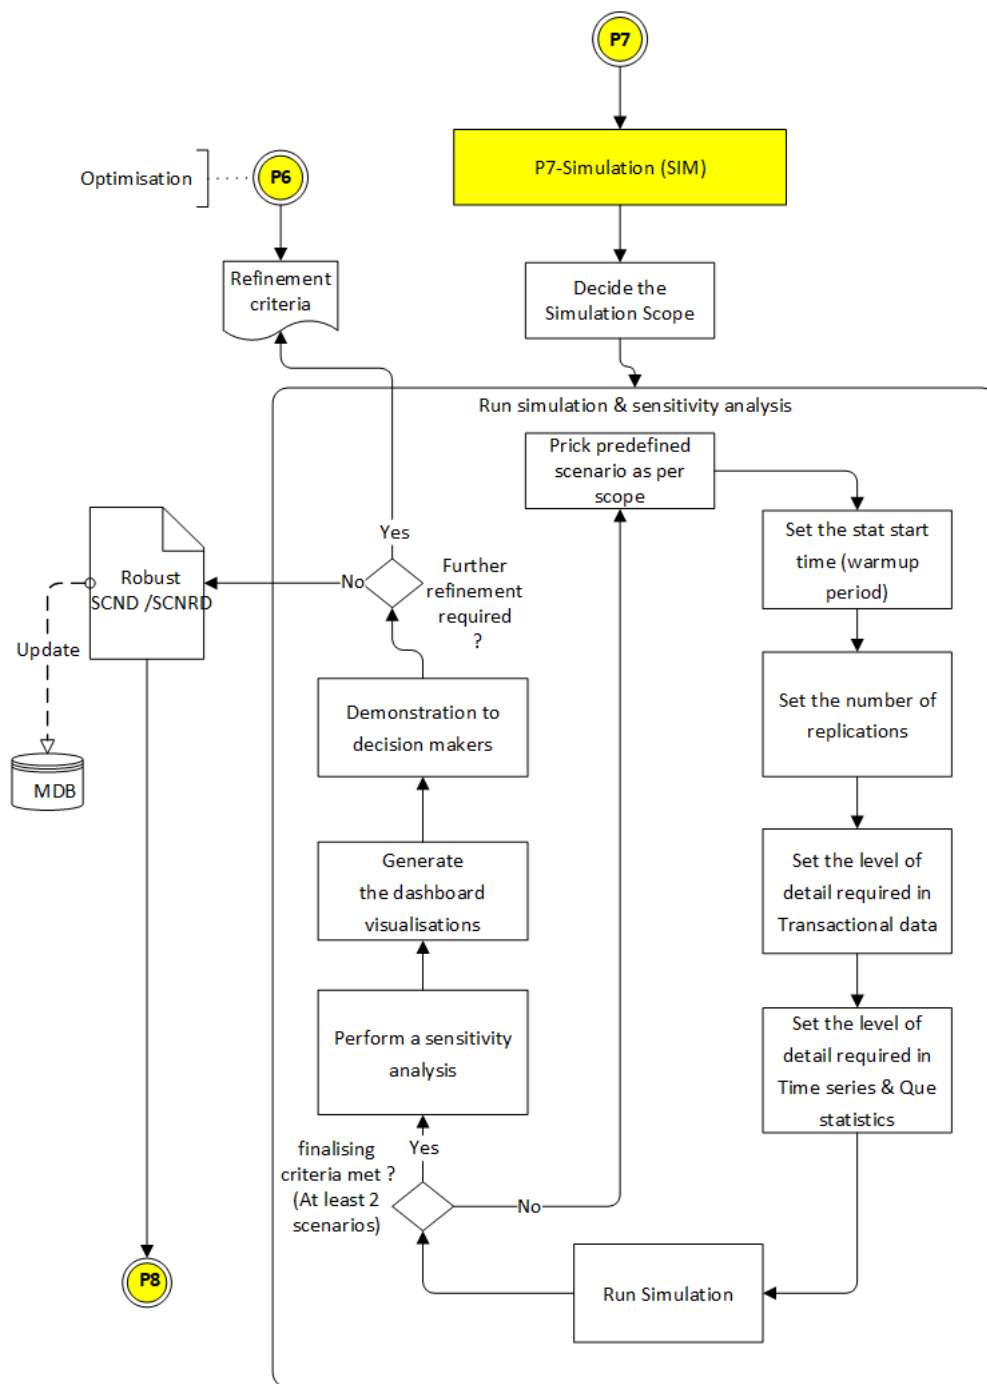 P7
P7-Simulation (SIM)
Optimisation
P6
Refinement
criteria
Decide the
Simulation Scope
Run simulation & sensitivity analysis
Prick predefined
scenario as per
scope
Set the stat start
time (warmup
period)
Yes
Further
refinement
required
?
No
Robust
SCND /SCNRD
Update
MDB
Set the number of
replications
Demonstration to
decision makers
Generate
the dashboard
visualisations
Set the level of
detail required in
Transactional data
Perform a sensitivity
analysis
Set the level of
detail required in
Time series & Que
statistics
finalising
criteria met ?
(At least 2
scenarios)
Yes
No
Run Simulation
P8